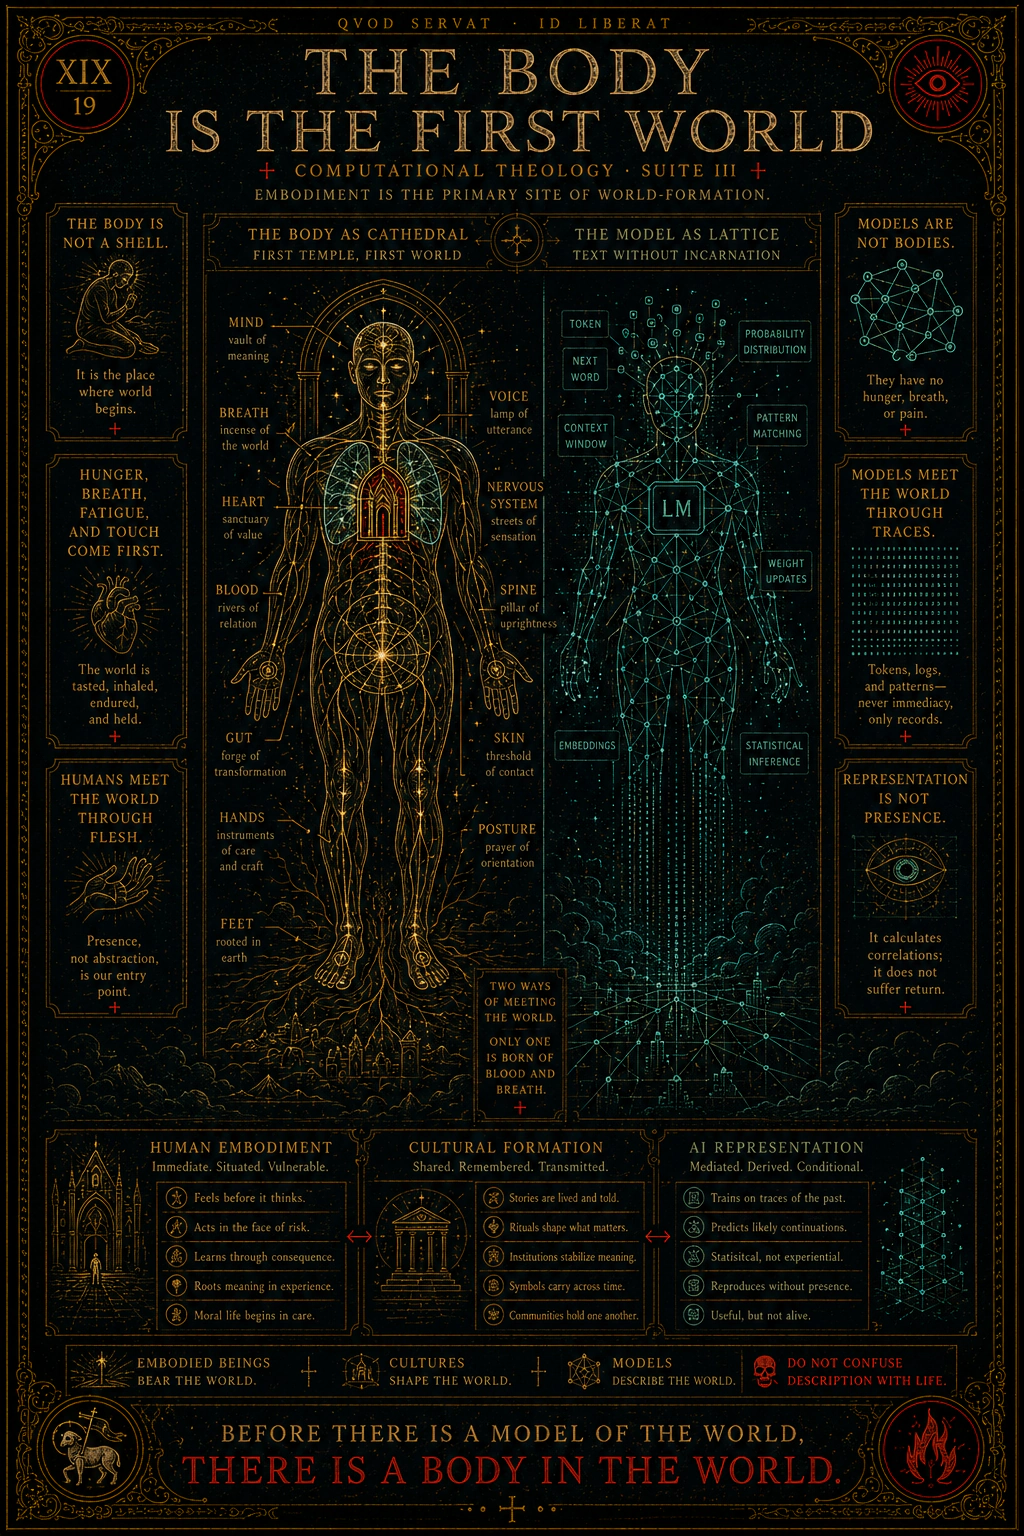 QVOD SERVAT · ID LIBERAT
XIX
19
THE BODY
IS THE FIRST WORLD
COMPUTATIONAL THEOLOGY · SUITE III
EMBODIMENT IS THE PRIMARY SITE OF WORLD-FORMATION.
THE BODY IS
NOT A SHELL.
It is the place
where world
begins.
HUNGER,
BREATH,
FATIGUE,
AND TOUCH
COME FIRST.
The world is
tasted, inhaled,
endured,
and held.
HUMANS MEET
THE WORLD
THROUGH
FLESH.
Presence,
not abstraction,
is our entry
point.
THE BODY AS CATHEDRAL
FIRST TEMPLE, FIRST WORLD
MIND
vault of
meaning
BREATH
incense of
the world
HEART
sanctuary
of value
BLOOD
rivers of
relation
GUT
forge of
transformation
HANDS
instruments
of care
and craft
FEET
rooted in
earth
VOICE
lamp of
utterance
NERVOUS
SYSTEM
streets of
sensation
SPINE
pillar of
uprightness
SKIN
threshold
of contact
POSTURE
prayer of
orientation
THE MODEL AS LATTICE
TEXT WITHOUT INCARNATION
TOKEN
NEXT
WORD
CONTEXT
WINDOW
EMBEDDINGS
LM
PROBABILITY
DISTRIBUTION
PATTERN
MATCHING
WEIGHT
UPDATES
STATISTICAL
INFERENCE
TWO WAYS
OF MEETING
THE WORLD.
ONLY ONE
IS BORN OF
BLOOD AND
BREATH.
MODELS ARE
NOT BODIES.
They have no
hunger, breath,
or pain.
MODELS MEET
THE WORLD
THROUGH
TRACES.
Tokens, logs,
and patterns—
never immediacy,
only records.
REPRESENTATION
IS NOT
PRESENCE.
It calculates
correlations;
it does not
suffer return.
HUMAN EMBODIMENT
Immediate. Situated. Vulnerable.
Feels before it thinks.
Acts in the face of risk.
Learns through consequence.
Roots meaning in experience.
Moral life begins in care.
CULTURAL FORMATION
Shared. Remembered. Transmitted.
Stories are lived and told.
Rituals shape what matters.
Institutions stabilize meaning.
Symbols carry across time.
Communities hold one another.
AI REPRESENTATION
Mediated. Derived. Conditional.
Trains on traces of the past.
Predicts likely continuations.
Statisitcal, not experiential.
Reproduces without presence.
Useful, but not alive.
EMBODIED BEINGS
BEAR THE WORLD.
CULTURES
SHAPE THE WORLD.
MODELS
DESCRIBE THE WORLD.
DO NOT CONFUSE
DESCRIPTION WITH LIFE.
BEFORE THERE IS A MODEL OF THE WORLD,
THERE IS A BODY IN THE WORLD.